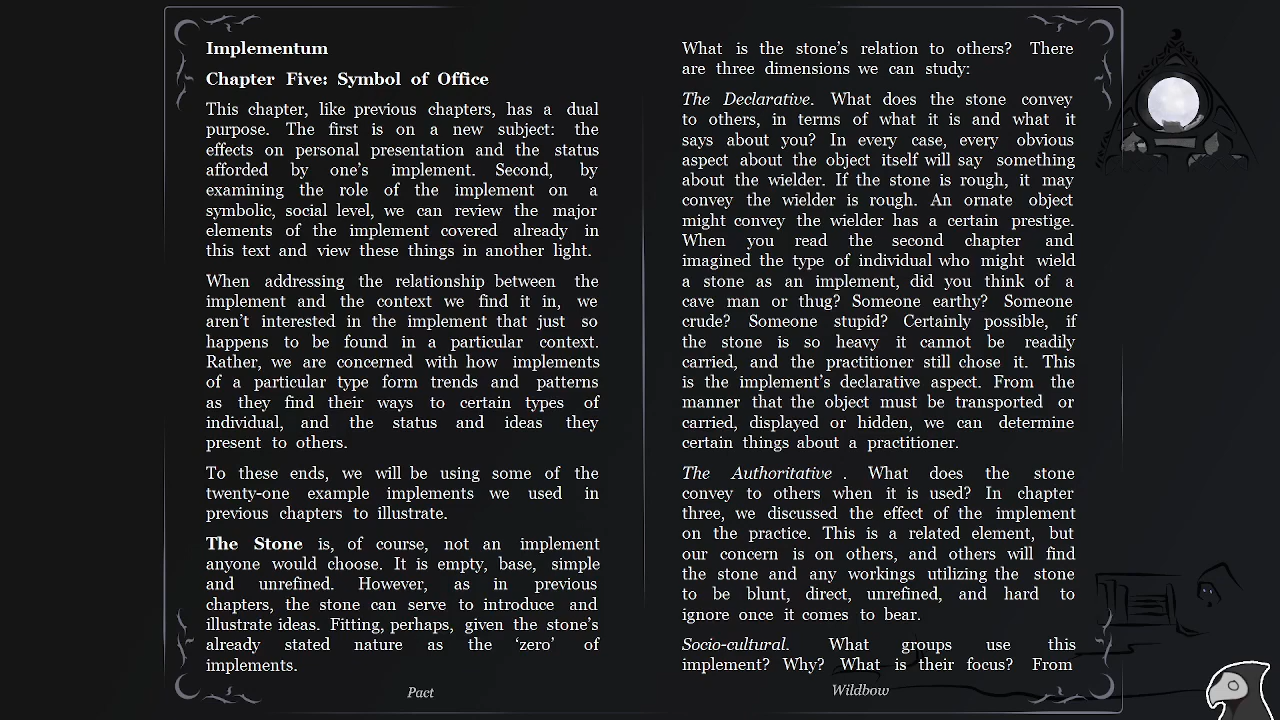 Implementum
Chapter Five: Symbol of Office
This chapter, like previous chapters, has a dual
purpose. The first is on a new subject: the
effects on personal presentation and the status
afforded by one’s implement. Second, by
examining the role of the implement on a
symbolic, social level, we can review the major
elements of the implement covered already in
this text and view these things in another light.
When addressing the relationship between the
implement and the context we find it in, we
aren’t interested in the implement that just so
happens to be found in a particular context.
Rather, we are concerned with how implements
of a particular type form trends and patterns
as they find their ways to certain types of
individual, and the status and ideas they
present to others.
To these ends, we will be using some of the
twenty-one example implements we used in
previous chapters to illustrate.
The Stone is, of course, not an implement
anyone would choose. It is empty, base, simple
and unrefined. However, as in previous
chapters, the stone can serve to introduce and
illustrate ideas. Fitting, perhaps, given the stone’s
already stated nature as the ‘zero’ of
implements.
Pact
What is the stone’s relation to others? There
are three dimensions we can study:
The Declarative. What does the stone convey
to others, in terms of what it is and what it
says about you? In every case, every obvious
aspect about the object itself will say something
about the wielder. If the stone is rough, it may
convey the wielder is rough. An ornate object
might convey the wielder has a certain prestige.
When you read the second chapter and
imagined the type of individual who might wield
a stone as an implement, did you think of a
cave man or thug? Someone earthy? Someone
crude? Someone stupid? Certainly possible, if
the stone is so heavy it cannot be readily
carried, and the practitioner still chose it. This
is the implement’s declarative aspect. From the
manner that the object must be transported or
carried, displayed or hidden, we can determine
certain things about a practitioner.
The Authoritative . What does the stone
convey to others when it is used? In chapter
three, we discussed the effect of the implement
on the practice. This is a related element, but
our concern is on others, and others will find
the stone and any workings utilizing the stone
to be blunt, direct, unrefined, and hard to
ignore once it comes to bear.
Socio-cultural. What groups use this
implement? Why? What is their focus? From
Wildbow